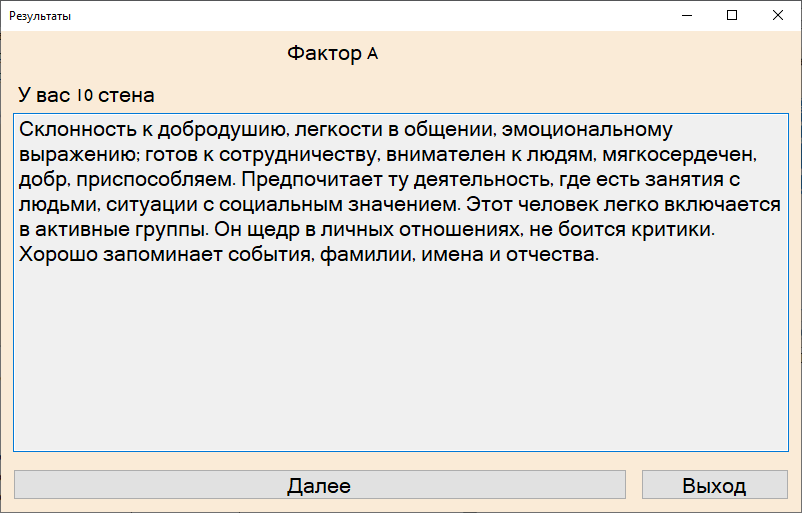 Результаты
Фактор А
У вас 10 стена
Склонность к добродушию, легкости в общении, эмоциональному
выражению; готов к сотрудничеству, внимателен к людям, мягкосердечен,
добр, приспособляем. Предпочитает ту деятельность, где есть занятия с
людьми, ситуации с социальным значением. Этот человек легко включается
в активные группы. Он щедр в личных отношениях, не боится критики.
Хорошо запоминает события, фамилии, имена и отчества.
Далее
Выход